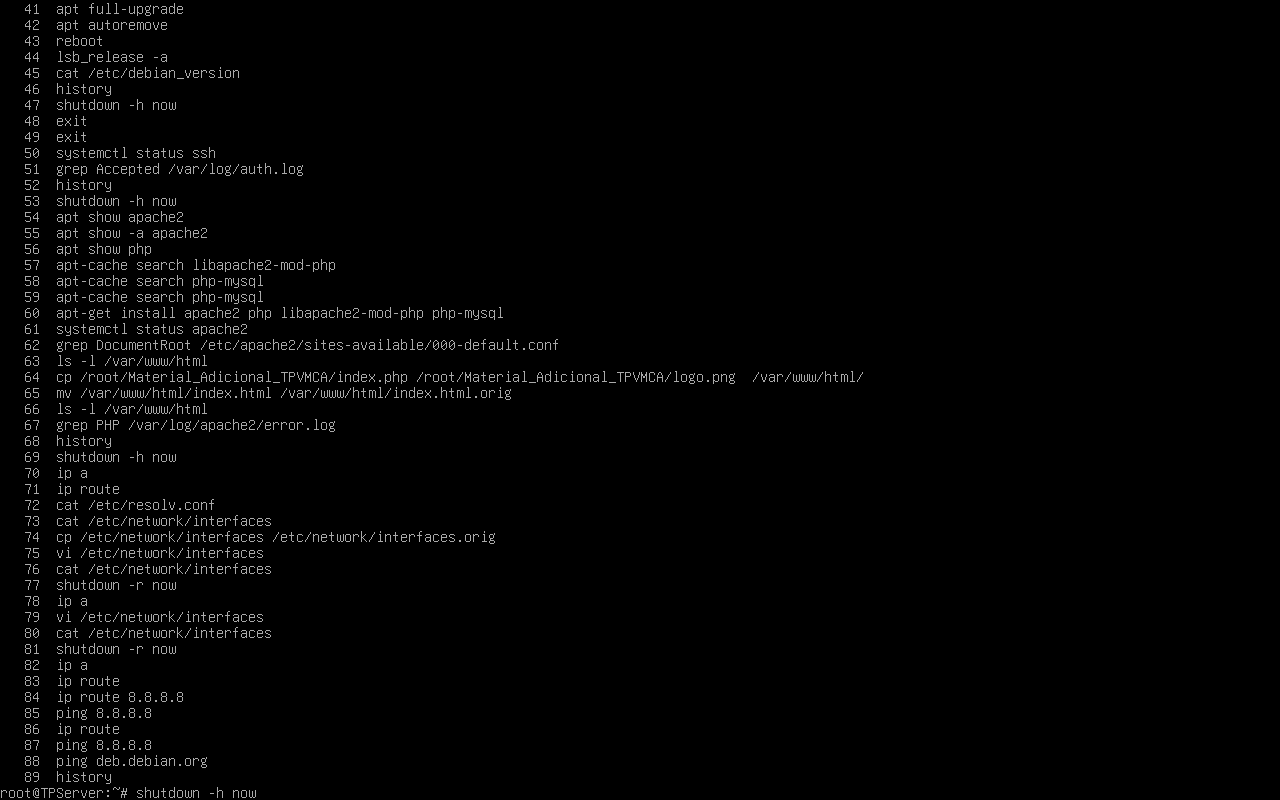 41  apt full-upgrade
42  apt autoremove
43  reboot
44  lsb_release -a
45  cat /etc/debian_version
46  history
47  shutdown -h now
48  exit
49  exit
50  systemctl status ssh
51  grep Accepted /var/log/auth.log
52  history
53  shutdown -h now
54  apt show apache2
55  apt show -a apache2
56  apt show php
57  apt-cache search libapache2-mod-php
58  apt-cache search php-mysql
59  apt-cache search php-mysql
60  apt-get install apache2 php libapache2-mod-php php-mysql
61  systemctl status apache2
62  grep DocumentRoot /etc/apache2/sites-available/000-default.conf
63  ls -l /var/www/html
64  cp /root/Material_Adicional_TPVMCA/index.php /root/Material_Adicional_TPVMCA/logo.png  /var/www/html/
65  mv /var/www/html/index.html /var/www/html/index.html.orig
66  ls -l /var/www/html
67  grep PHP /var/log/apache2/error.log
68  history
69  shutdown -h now
70  ip a
71  ip route
72  cat /etc/resolv.conf
73  cat /etc/network/interfaces
74  cp /etc/network/interfaces /etc/network/interfaces.orig
75  vi /etc/network/interfaces
76  cat /etc/network/interfaces
77  shutdown -r now
78  ip a
79  vi /etc/network/interfaces
80  cat /etc/network/interfaces
81  shutdown -r now
82  ip a
83  ip route
84  ip route 8.8.8.8
85  ping 8.8.8.8
86  ip route
87  ping 8.8.8.8
88  ping deb.debian.org
89  history
root@TPServer:~# shutdown -h now